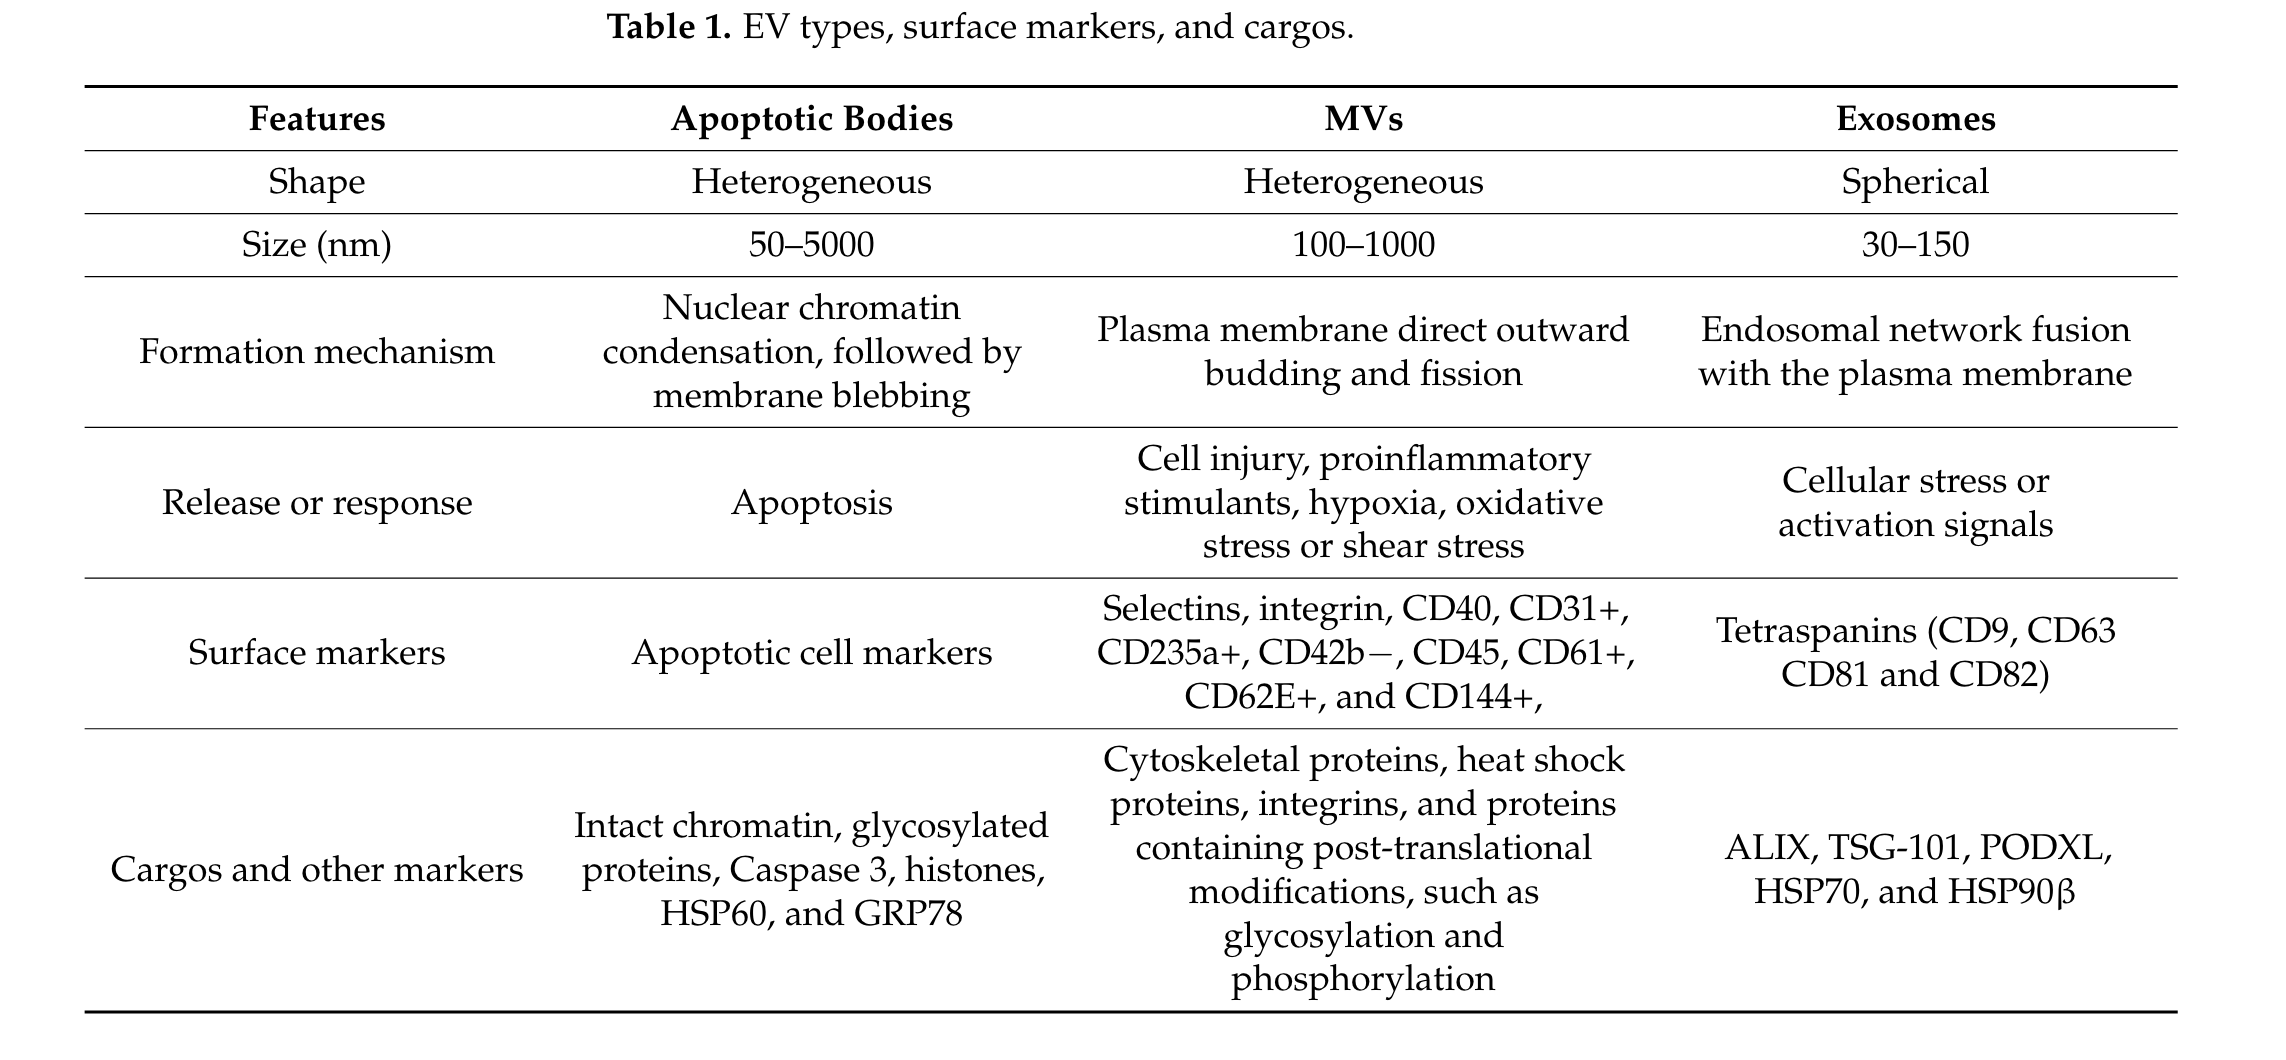 Table 1. EV types, surface markers, and cargos.
Features Apoptotic Bodies MVs Exosomes
Shape Heterogeneous Heterogeneous Spherical
Size (nm) 50–5000 100–1000 30–150
Formation mechanism
Nuclear chromatin
condensation, followed by
membrane blebbing
Plasma membrane direct outward
budding and fission
Endosomal network fusion
with the plasma membrane
Release or response
Apoptosis
Cell injury, proinflammatory
stimulants, hypoxia, oxidative
stress or shear stress
Cellular stress or
activation signals
Surface markers
Apoptotic cell markers
Selectins, integrin, CD40, CD31+,
CD235a+, CD42b−, CD45, CD61+,
CD62E+, and CD144+,
Tetraspanins (CD9, CD63
CD81 and CD82)
Cargos and other markers
Intact chromatin, glycosylated
proteins, Caspase 3, histones,
HSP60, and GRP78
Cytoskeletal proteins, heat shock
proteins, integrins, and proteins
containing post-translational
modifications, such as
glycosylation and
phosphorylation
ALIX, TSG-101, PODXL,
HSP70, and HSP90β